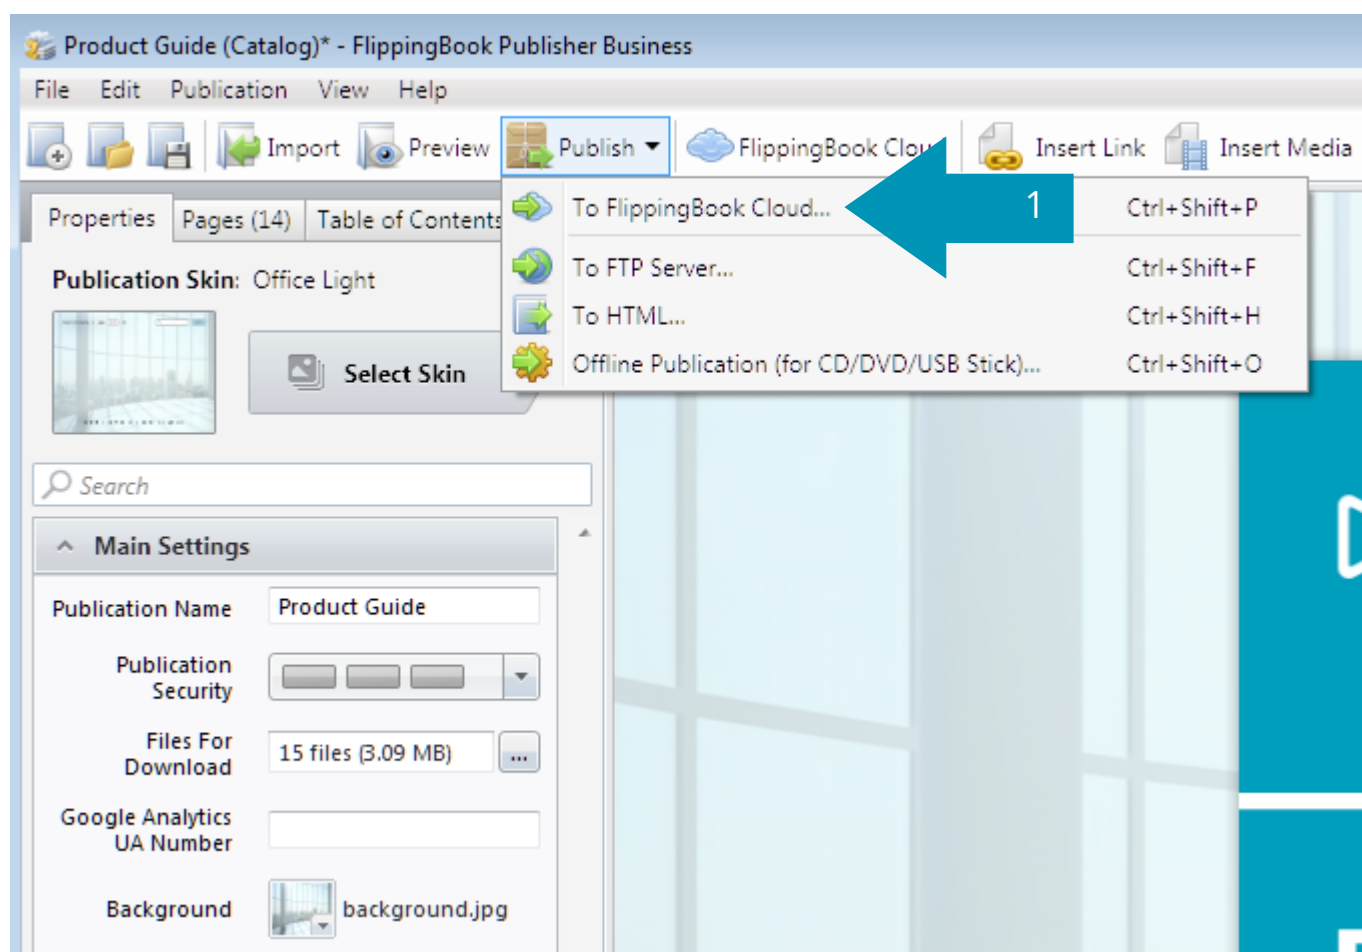 Product Guide (Catalog)* - FlippingBook Publisher Business
File Edit Publication View Help
Import Preview Publish FlippingBook Insert Link Insert Media
Properties Pages (14) Table of Contents
To FlippingBook Cloud... 1 Ctrl+Shift+P
To FTP Server... Ctrl+Shift+F
To HTML... Ctrl+Shift+H
Offline Publication (for CD/DVD/USB Stick)... Ctrl+Shift+O
Publication Skin: Office Light
Select Skin
Search
Main Settings
Publication Name Product Guide
Publication
Security
Files For
Download
15 files (3.09 MB) ...
Google Analytics
UA Number
Background background.jpg